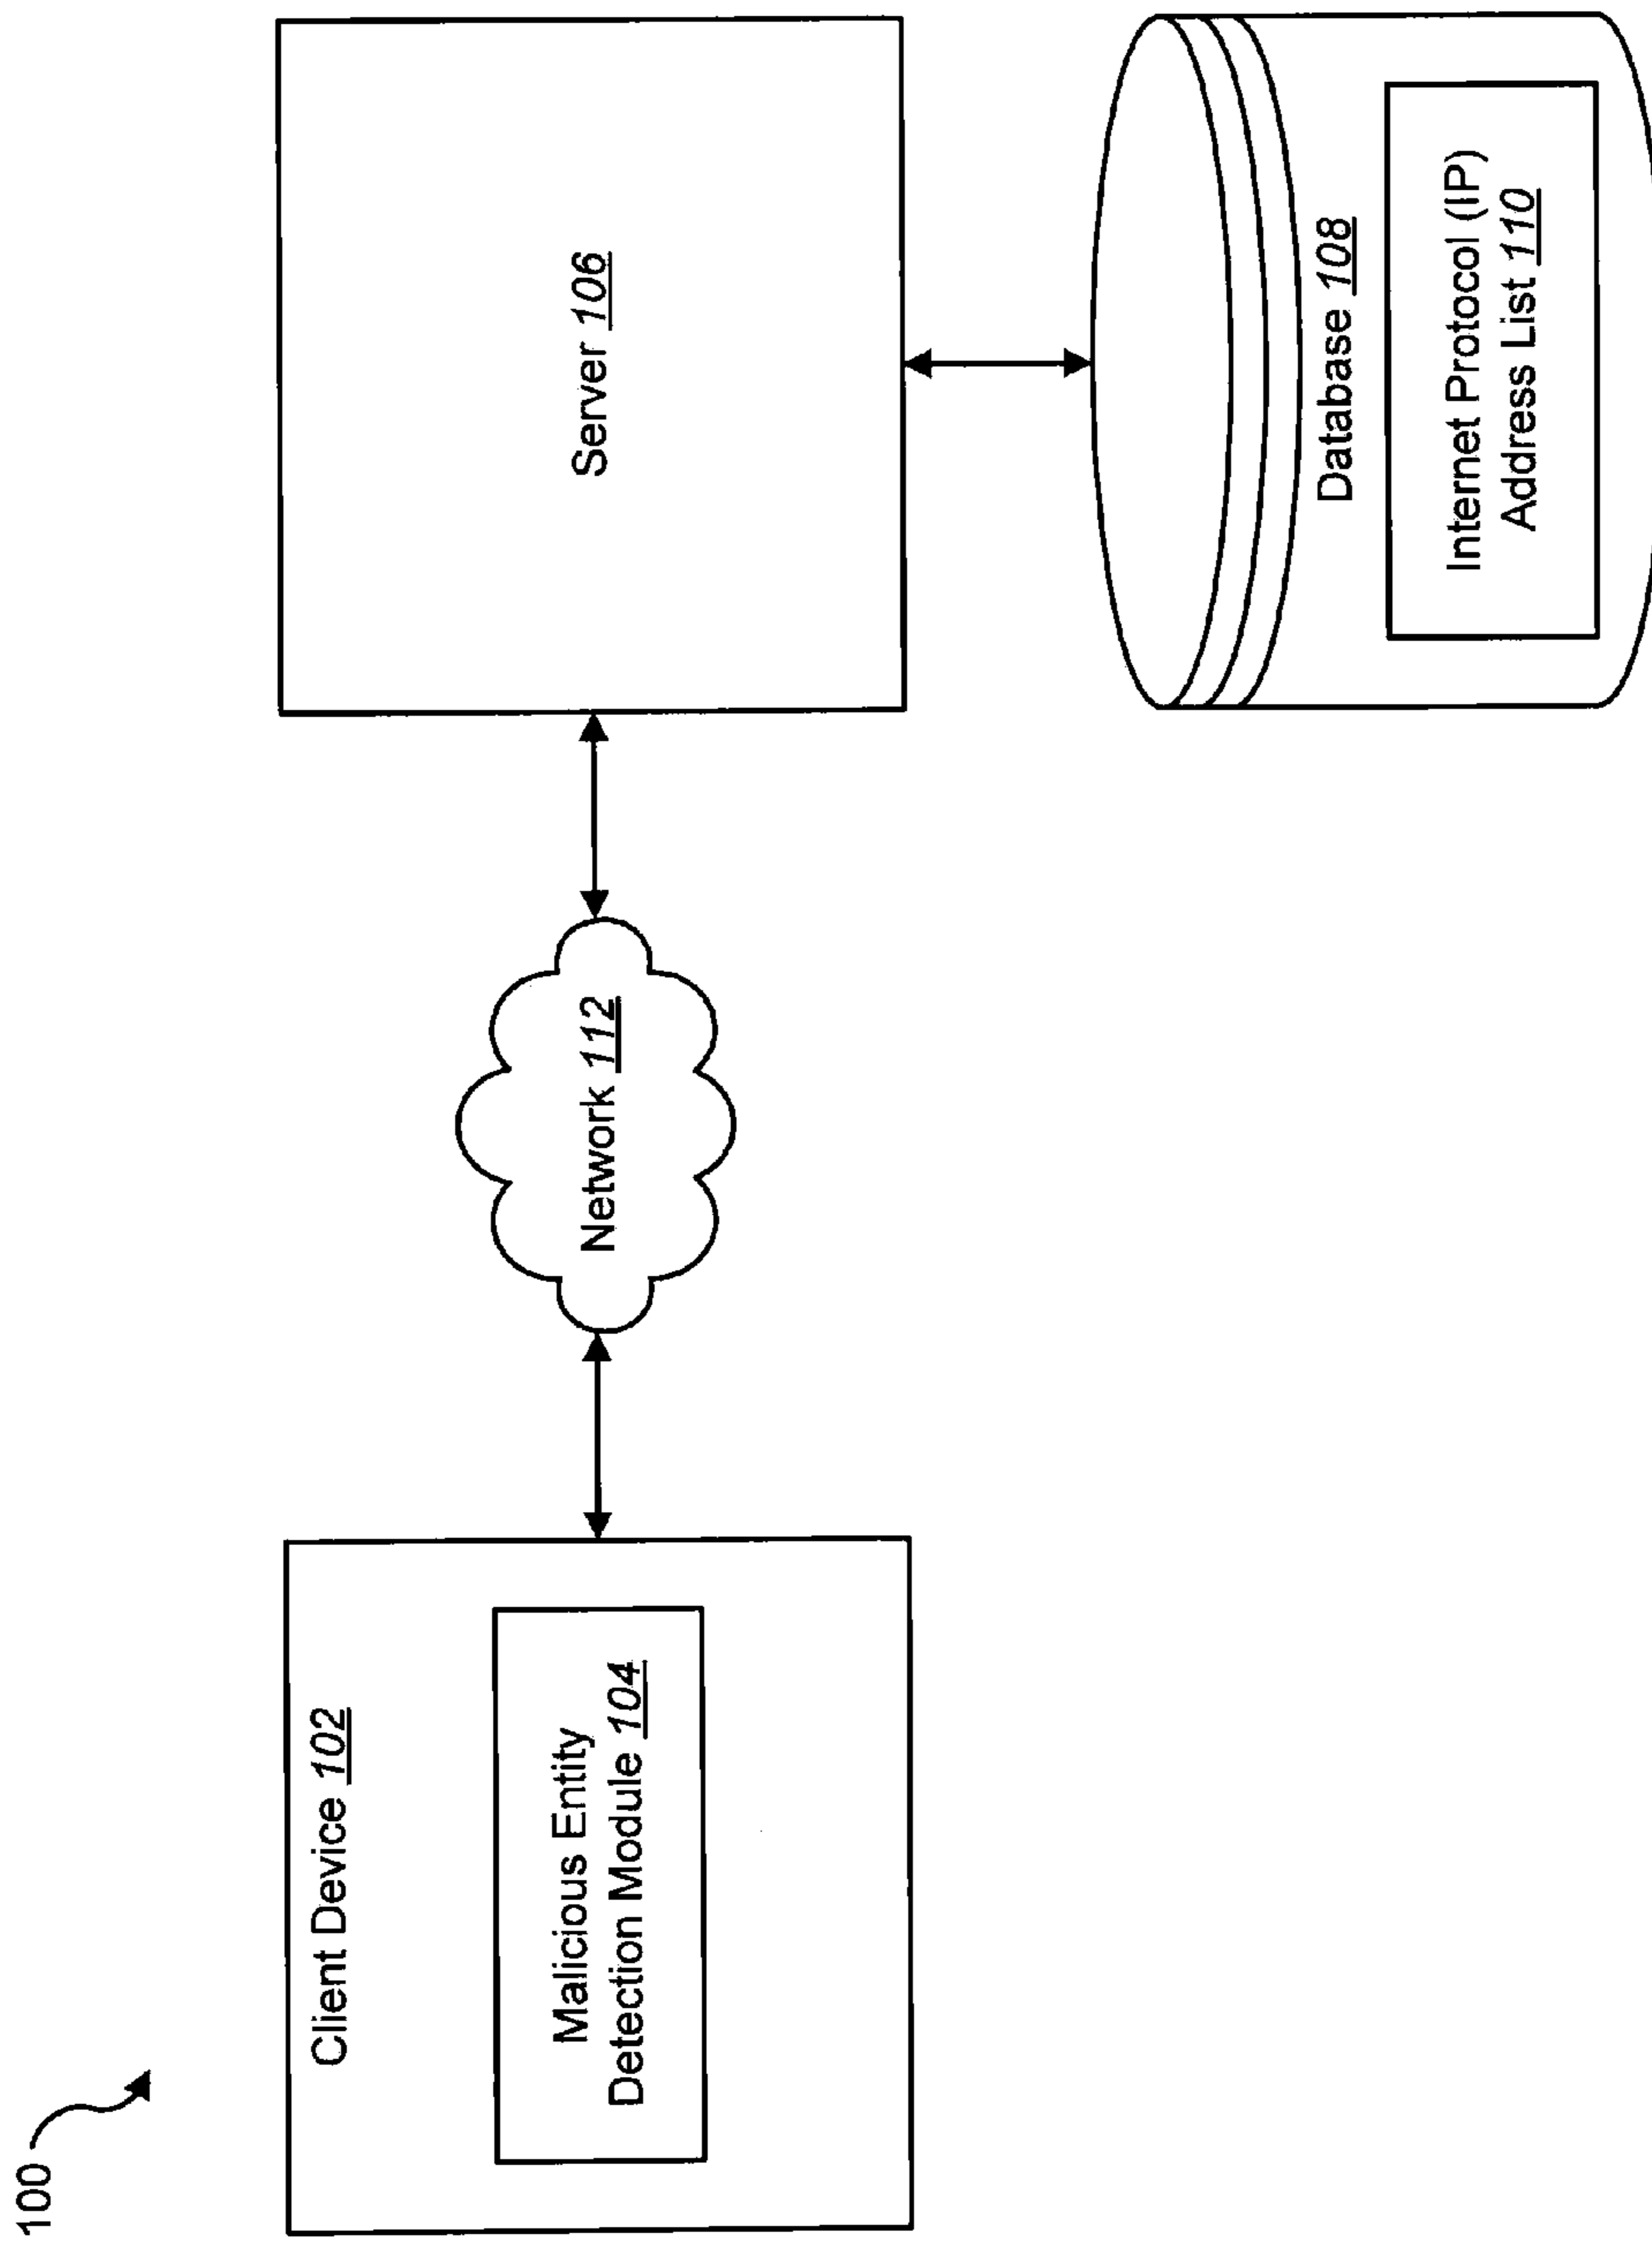 100
Client Device 102
Malicious Entity
Detection Module 104
Network 112
Server 106
Database 108
Internet Protocol (IP)
Address List 110